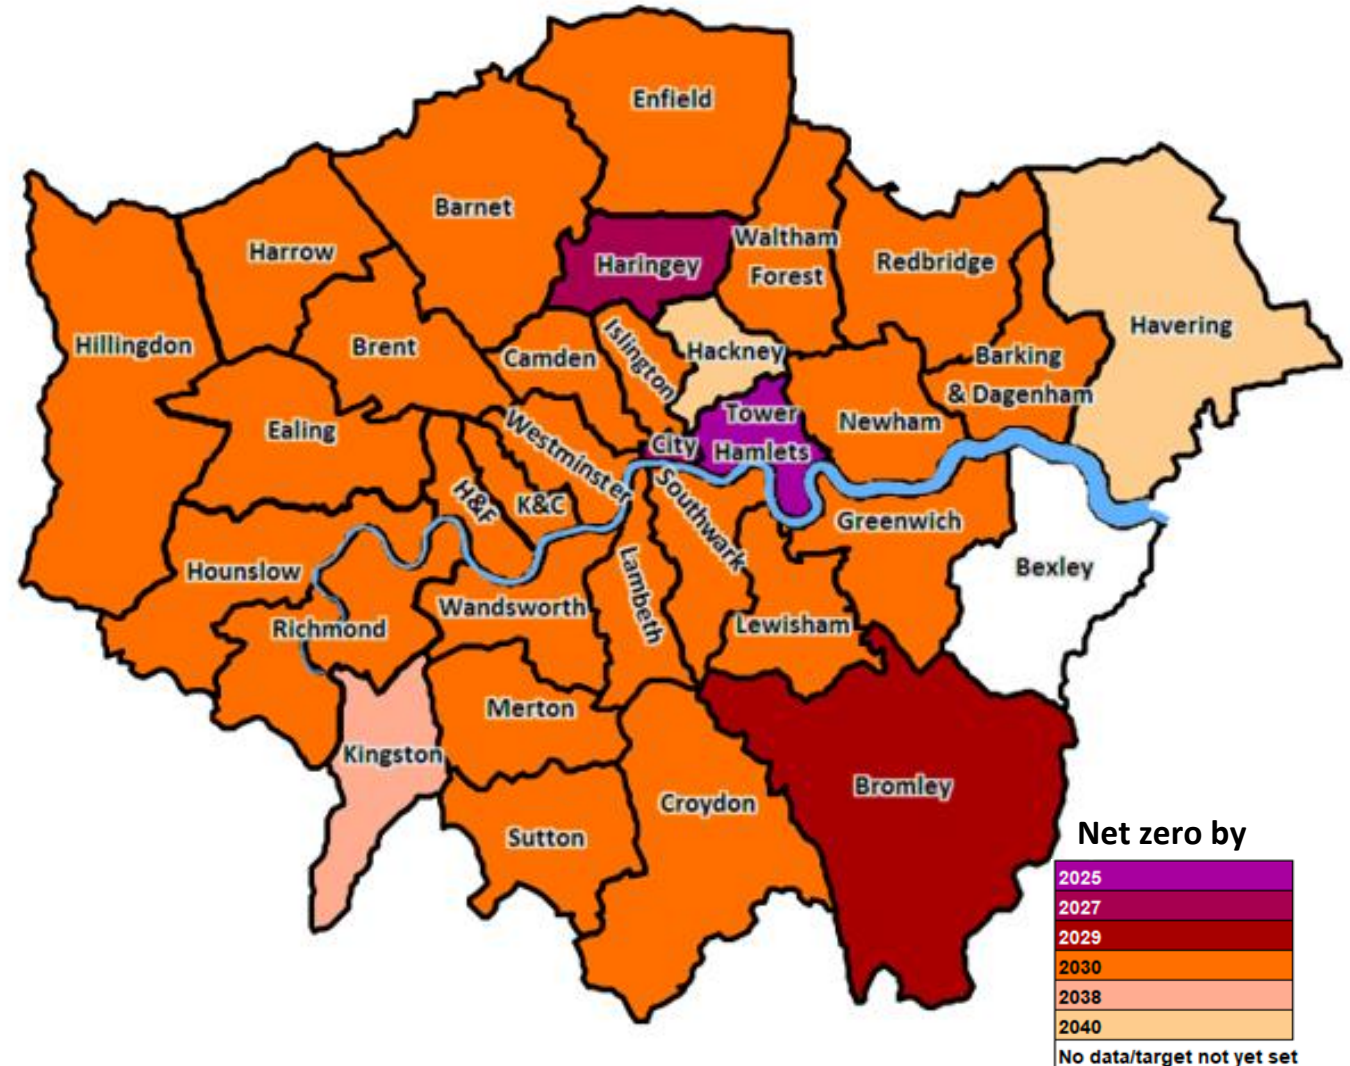 Enfield
Barnet
Harrow
Haringey
Waltham
Forest
Redbridge
Havering
Hillingdon
Brent
Camden
Islington
Hackney
Barking
& Dagenham
Ealing
Westminster
City
Tower
Hamlets
Newham
H&F
K&C
Southwark
Greenwich
Hounslow
Bexley
Richmond
Wandsworth
Lambeth
Lewisham
Merton
Kingston
Sutton
Croydon
Bromley
Net zero by
2025
2027
2029
2030
2038
2040
No data/target not yet set